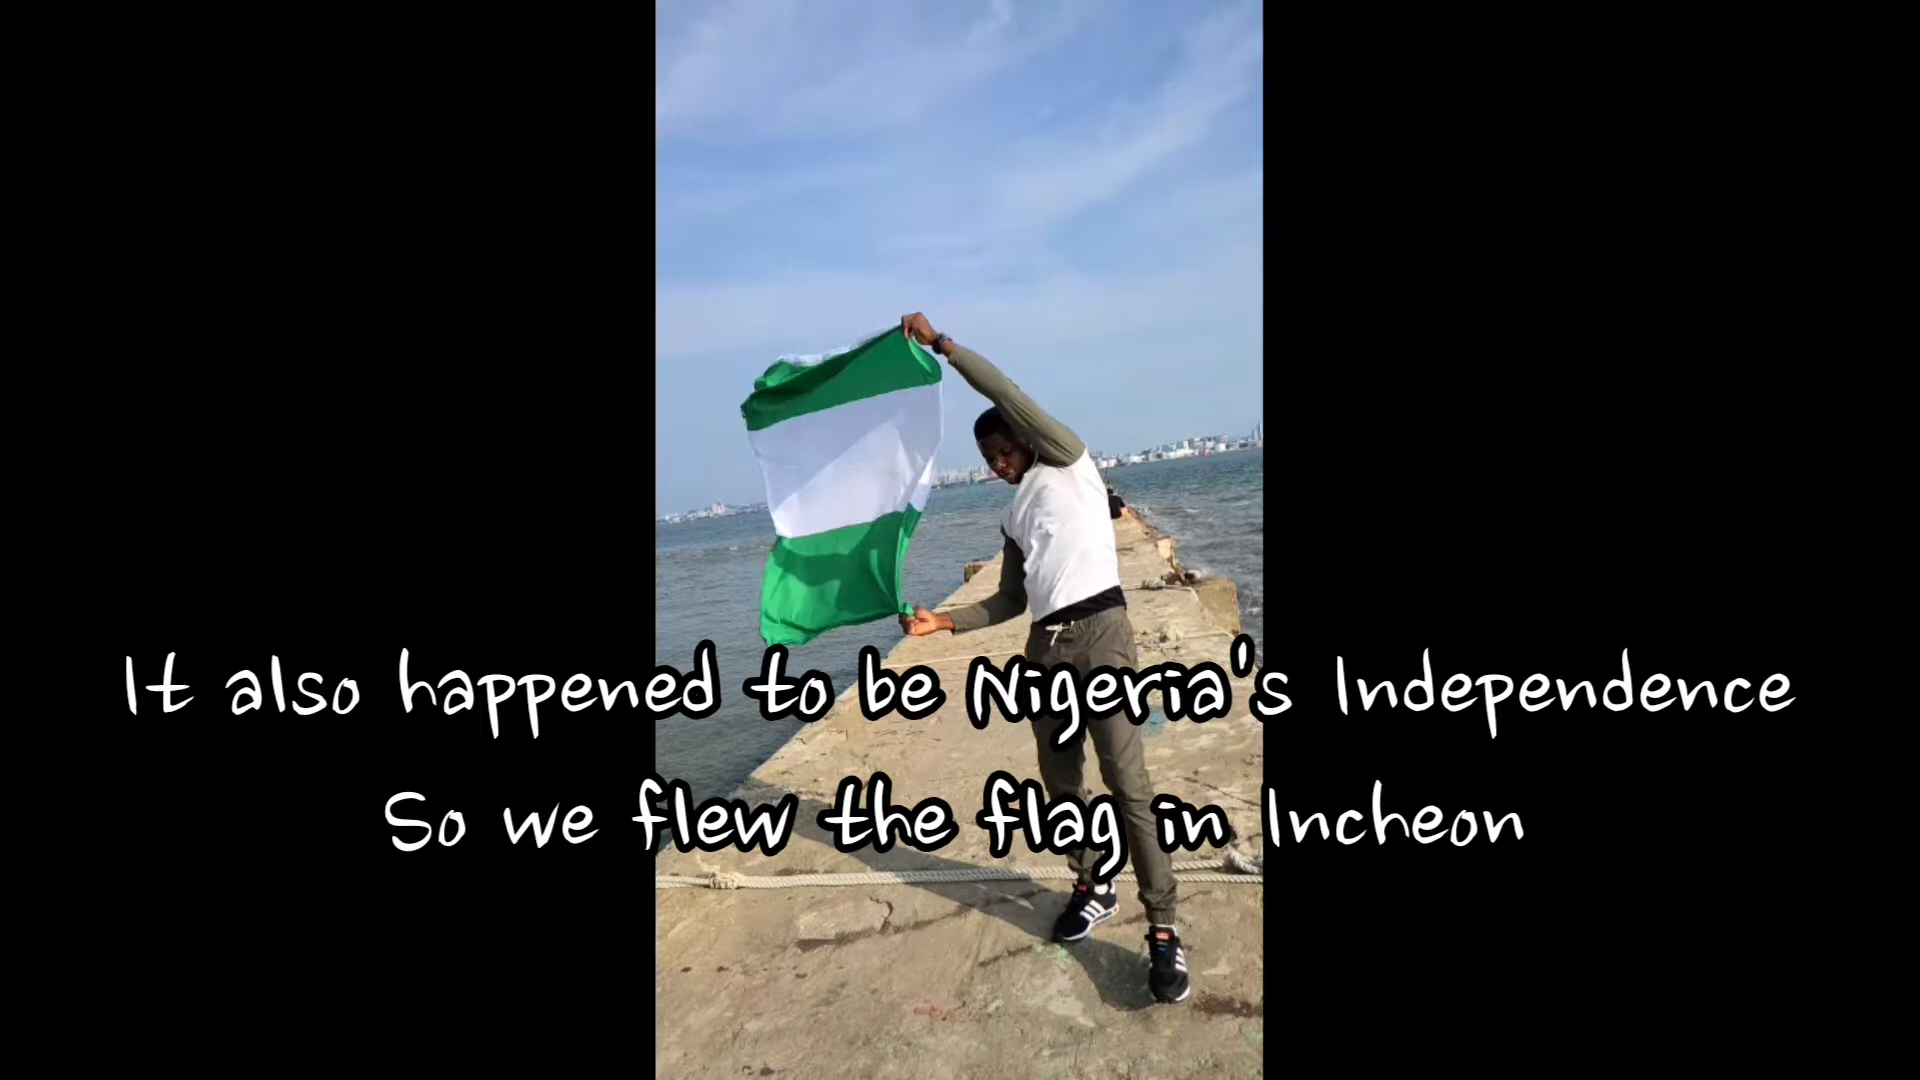 It also happened to be Nigeria's Independence
So we flew the flag in Incheon